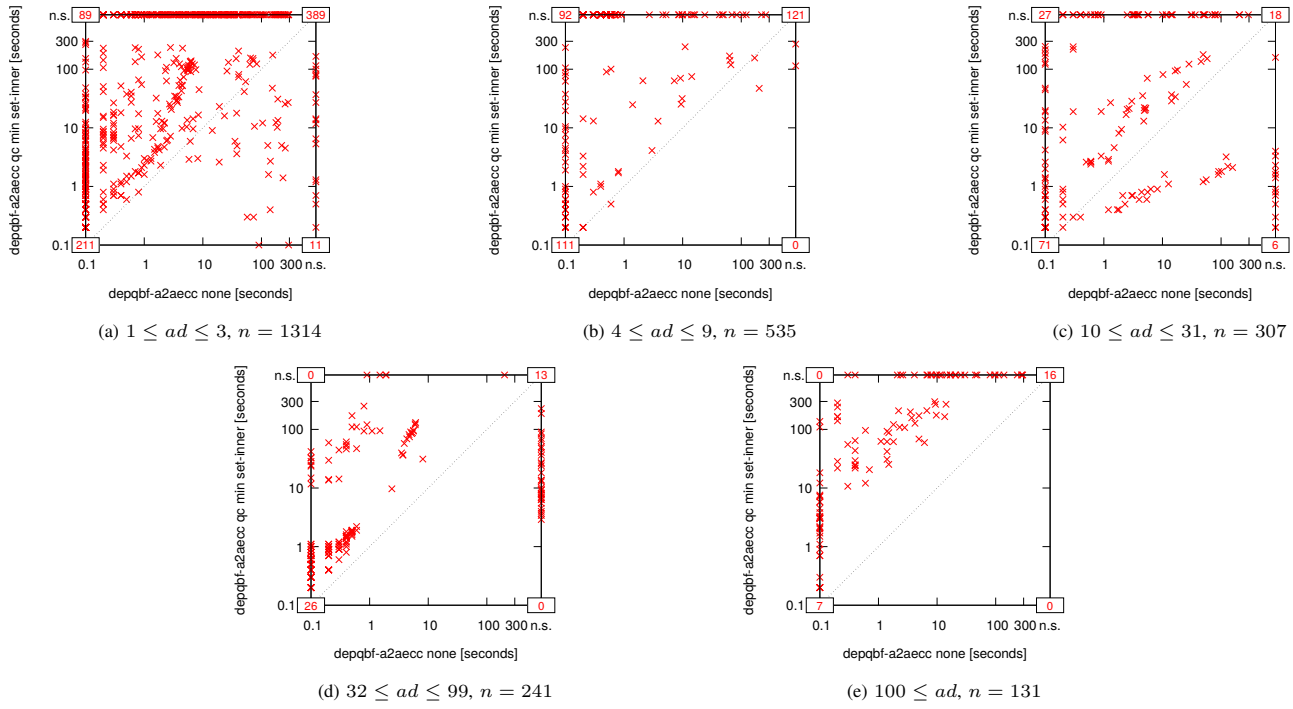 n.s. 89 389
300
100
10
1
0.1 211 11
0.1 1 10 100 300 n.s.
depqbf-a2aecc qc min set-inner [seconds]
depqbf-a2aecc none [seconds]
(a) 1 ≤ ad ≤ 3, n = 1314
n.s. 92 121
300
100
10
1
0.1 111 0
0.1 1 10 100 300 n.s.
depqbf-a2aecc qc min set-inner [seconds]
depqbf-a2aecc none [seconds]
(b) 4 ≤ ad ≤ 9, n = 535
n.s. 27 18
300
100
10
1
0.1 71 6
0.1 1 10 100 300 n.s.
depqbf-a2aecc qc min set-inner [seconds]
depqbf-a2aecc none [seconds]
(c) 10 ≤ ad ≤ 31, n = 307
n.s. 0 13
300
100
10
1
0.1 26 0
0.1 1 10 100 300 n.s.
depqbf-a2aecc qc min set-inner [seconds]
depqbf-a2aecc none [seconds]
(d) 32 ≤ ad ≤ 99, n = 241
n.s. 0 16
300
100
10
1
0.1 7 0
0.1 1 10 100 300 n.s.
depqbf-a2aecc qc min set-inner [seconds]
depqbf-a2aecc none [seconds]
(e) 100 ≤ ad, n = 131